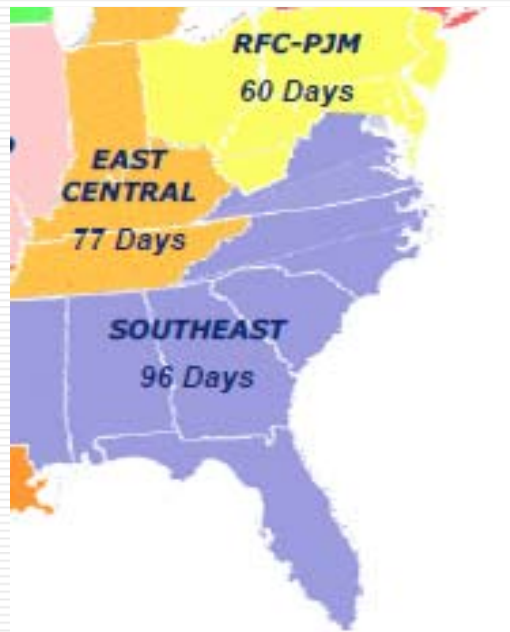 RFC-PJM
60 Days
EAST
CENTRAL
77 Days
SOUTHEAST
96 Days